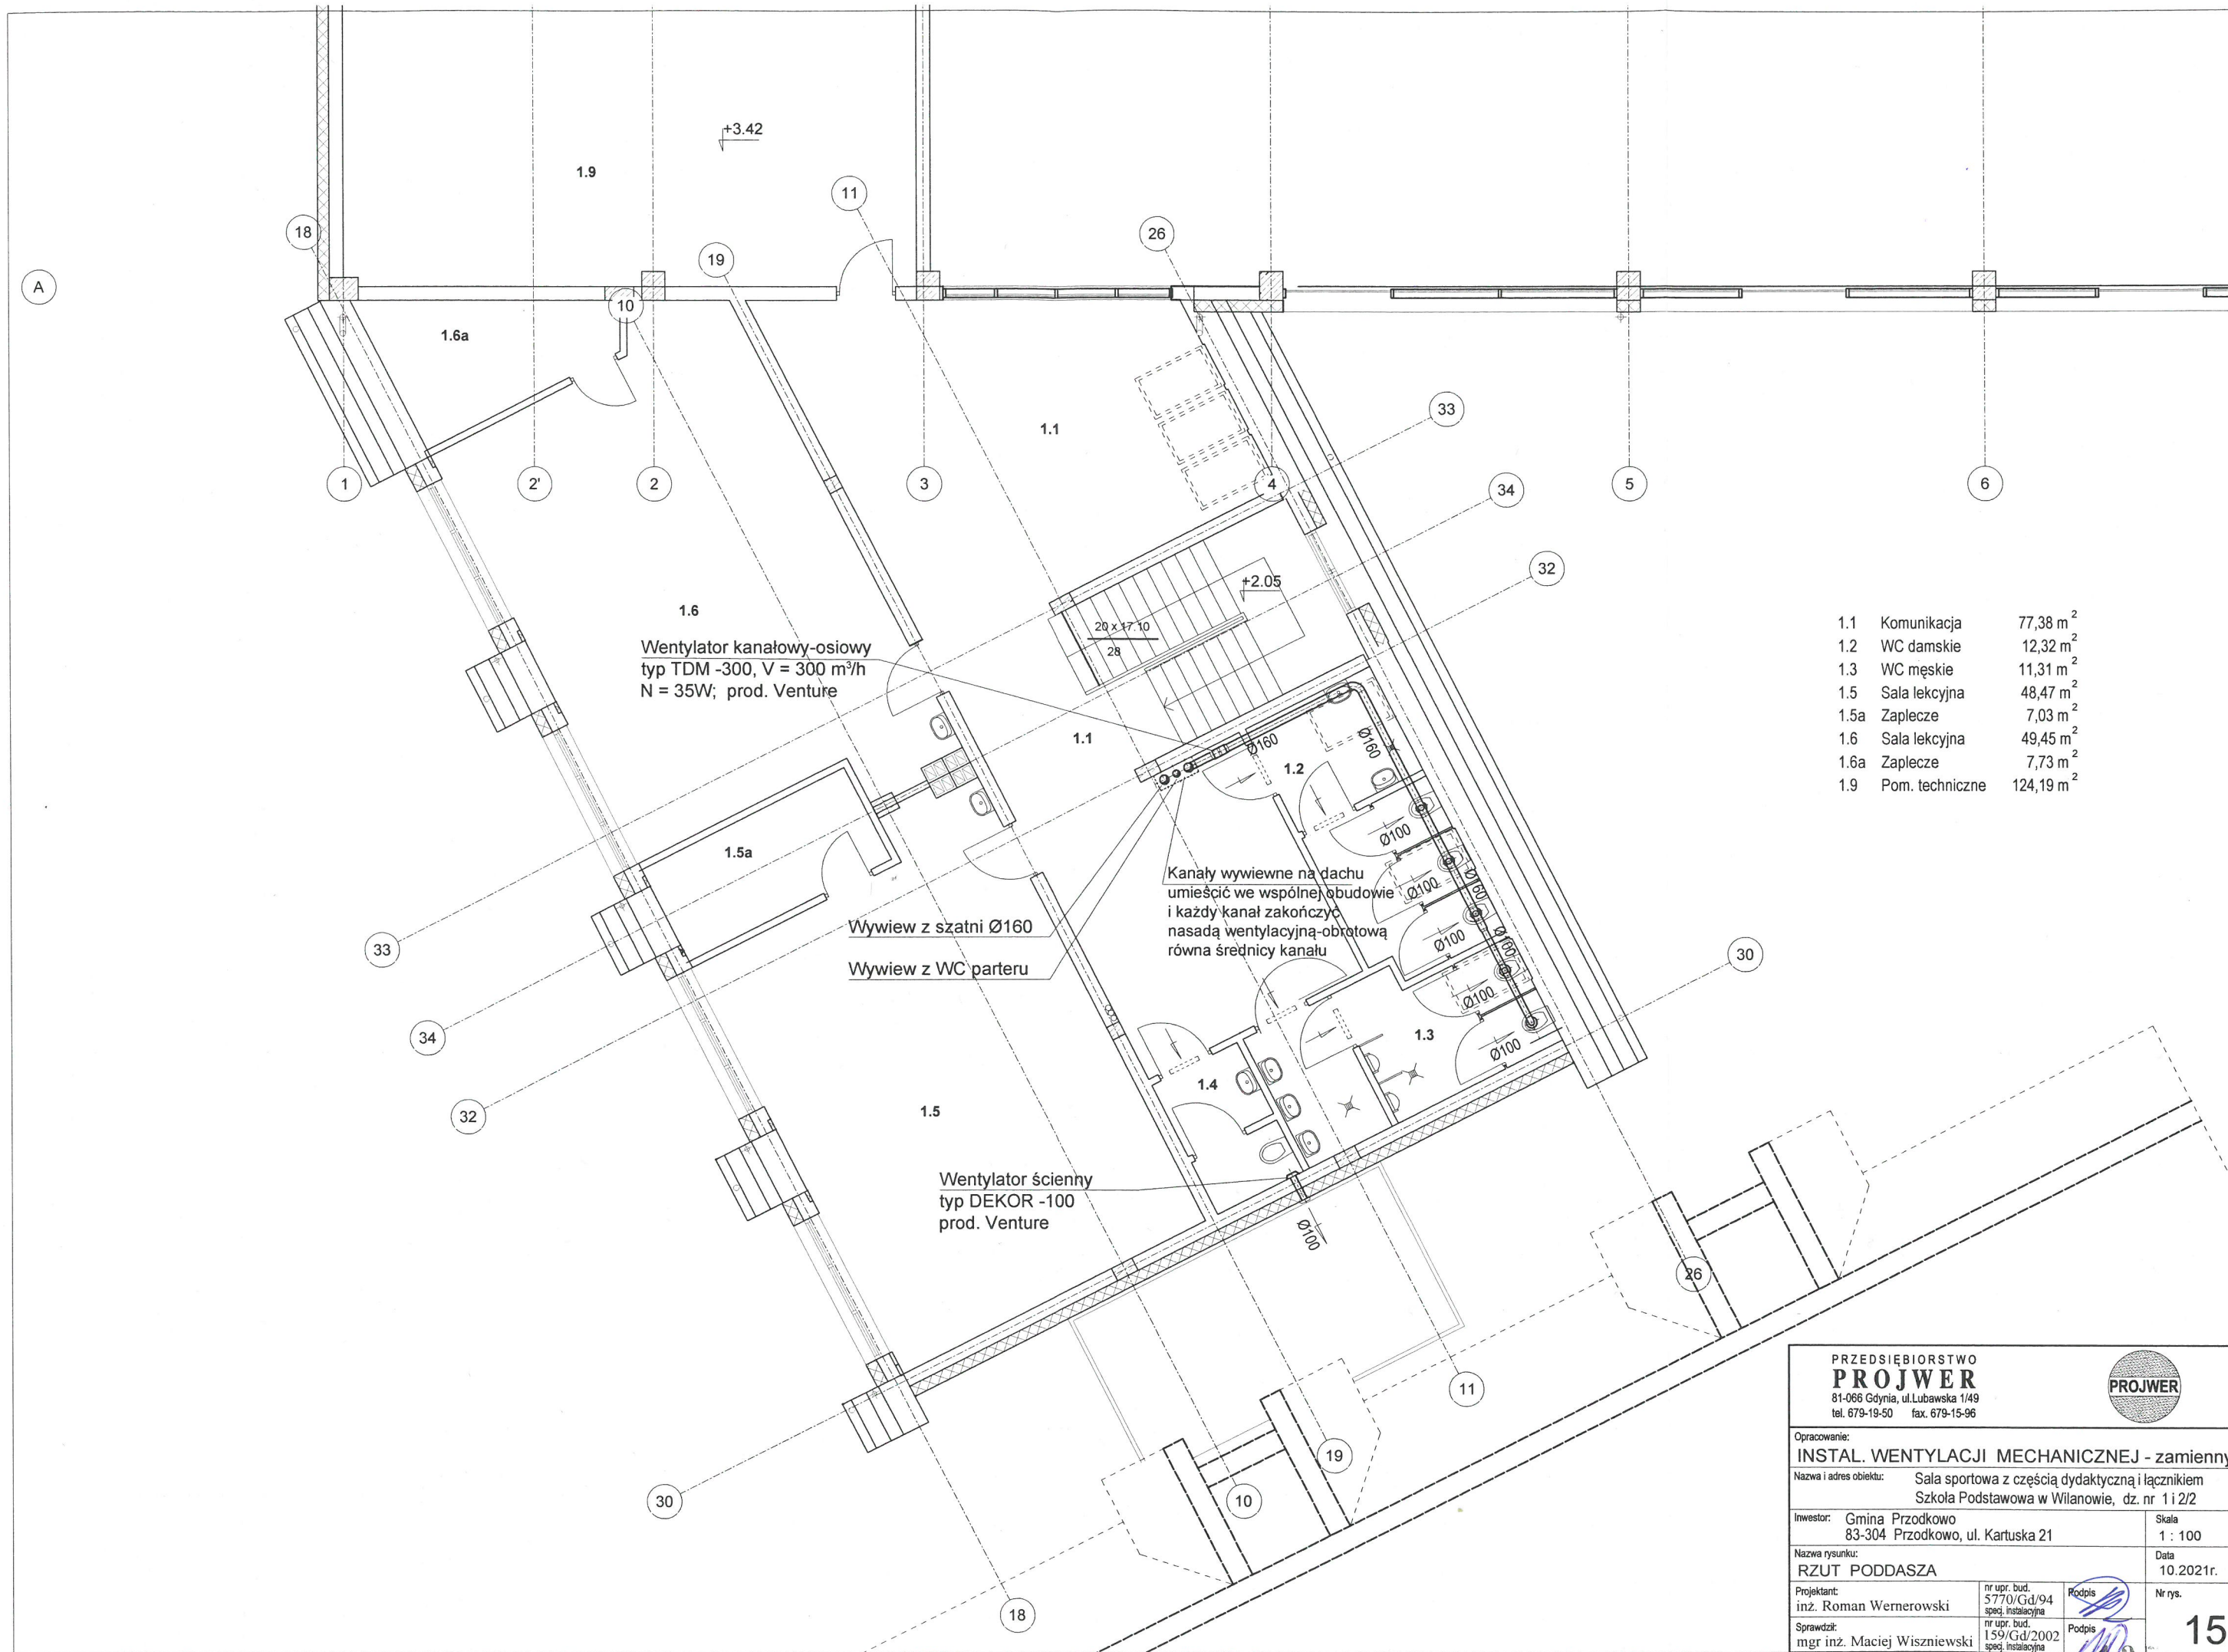 +3.42
1.9
11
18
26
19
A
10
1.6a
33
1.1
1
2'
2
3
4
5
6
34
32
+2.05
1.6
20 x 17.10
28
Wentylator kanałowy-osiowy
typ TDM -300, V = 300 m³/h
N = 35W; prod. Venture
1.1 Komunikacja 77,38 m²
1.2 WC damskie 12,32 m²
1.3 WC męskie 11,31 m²
1.5 Sala lekcyjna 48,47 m²
1.5a Zaplecze 7,03 m²
1.6 Sala lekcyjna 49,45 m²
1.6a Zaplecze 7,73 m²
1.9 Pom. techniczne 124,19 m²
1.1
Ø160
Ø160
1.2
Ø100
1.5a
Kanały wywiewne na dachu
umieścić we wspólnej obudowie
i każdy kanał zakończyć
nasadą wentylacyjną-obrotową
równa średnicy kanału
Ø100
Ø160
Wywiew z szatni Ø160
Ø100
Ø100
Wywiew z WC parteru
33
30
Ø100
34
1.3
Ø100
1.4
32
1.5
Wentylator ścienny
typ DEKOR -100
prod. Venture
Ø100
26
11
19
30
10
18
PRZEDSIĘBIORSTWO
PROJWER
81-066 Gdynia, ul.Lubawska 1/49
tel. 679-19-50 fax. 679-15-96
PROJWER
Opracowanie:
INSTAL. WENTYLACJI MECHANICZNEJ - zamienny
Nazwa i adres obiektu: Sala sportowa z częścią dydaktyczną i łącznikiem
Szkoła Podstawowa w Wilanowie, dz. nr 1 i 2/2
Inwestor: Gmina Przodkowo
83-304 Przodkowo, ul. Kartuska 21
Skala
1 : 100
Nazwa rysunku:
RZUT PODDASZA
Data
10.2021r.
Projektant:
inż. Roman Wernerowski
nr upr. bud.
5770/Gd/94
specj. instalacyjna
Podpis
Nr rys.
15
Sprawdził:
mgr inż. Maciej Wiszniewski
nr upr. bud.
159/Gd/2002
specj. instalacyjna
Podpis